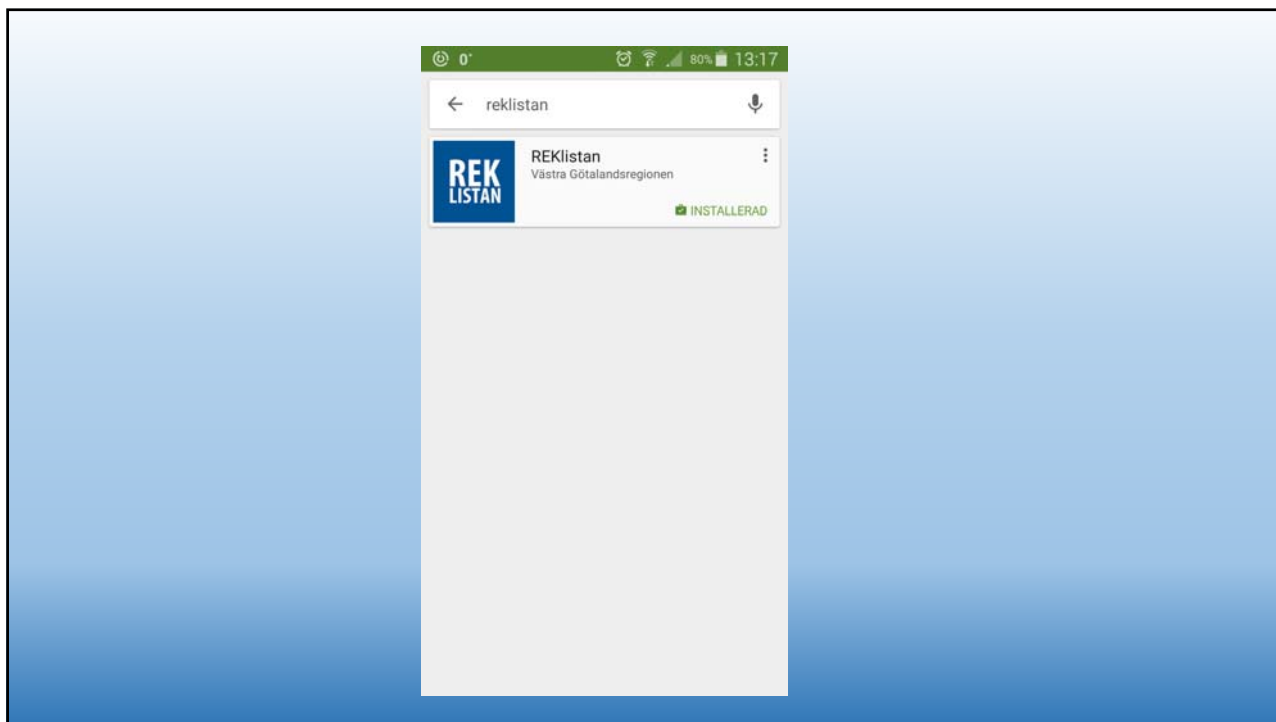 0° 80% 13:17
reklistan
REK
LISTAN
REKlistan
Västra Götalandsregionen
INSTALLERAD